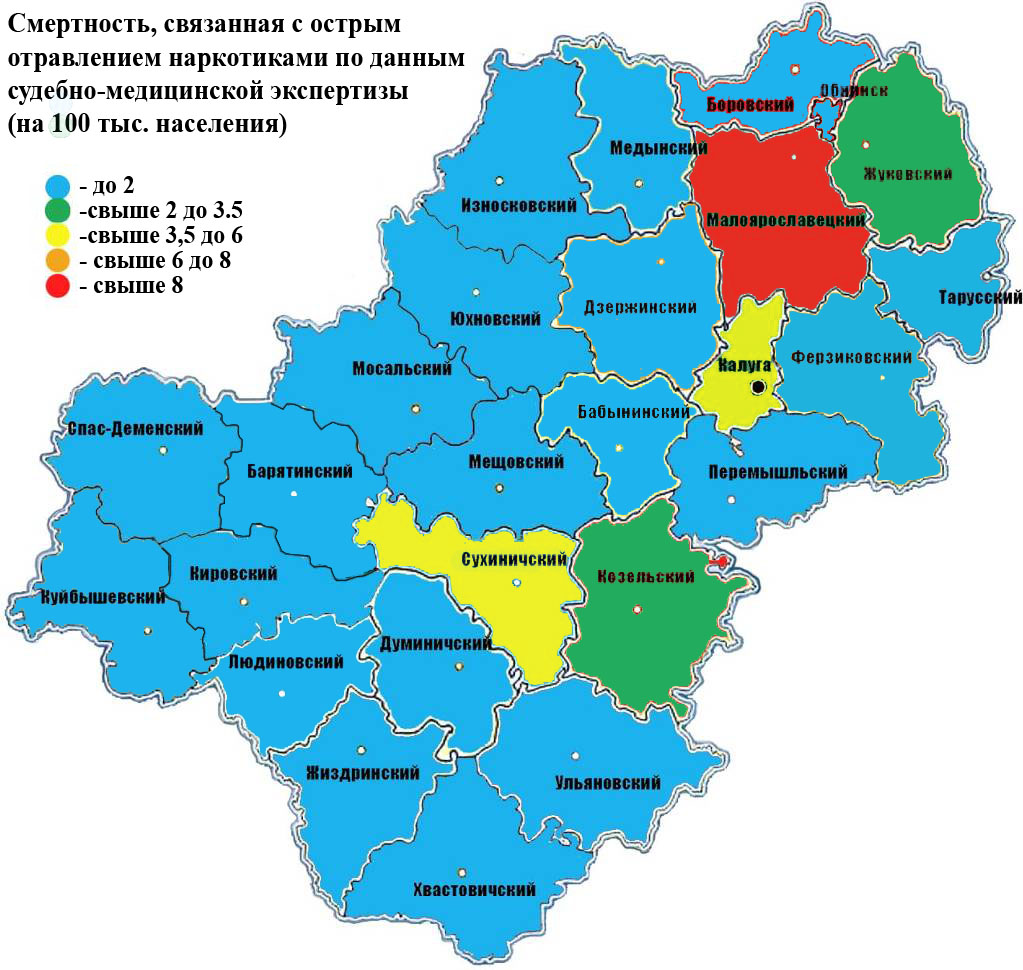 Смертность, связанная с острым
отравлением наркотиками по данным
судебно-медицинской экспертизы
(на 100 тыс. населения)
- до 2
-свыше 2 до 3.5
-свыше 3,5 до 6
- свыше 6 до 8
- свыше 8
Обнинск
Боровский
Медынский
Жуковский
Износковский
Малоярославецкий
Тарусский
Дзержинский
Юхновский
Ферзиковский
Мосальский
Калуга
Бабынинский
Спас-Деменский
Мещовский
Барятинский
Перемышльский
Сухиничский
Кировский
Козельский
Куйбышевский
Думиничский
Людиновский
Жиздринский
Ульяновский
Хвастовичский